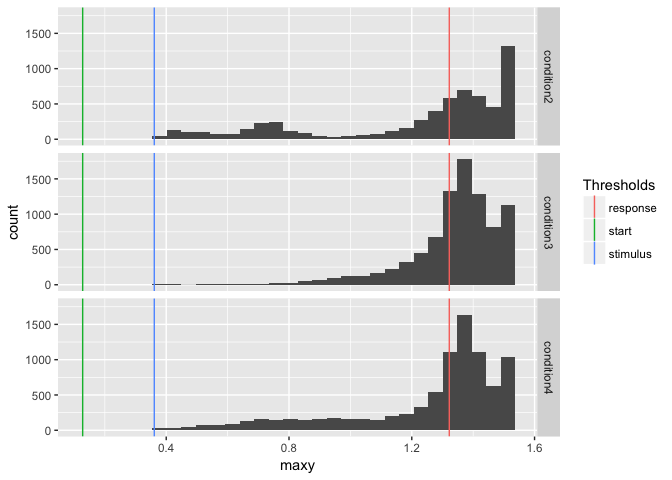 1500
1000
500
0
condition2
1500
1000
500
0
condition3
1500
1000
500
0
condition4
count
0.4
0.8
1.2
1.6
maxy
Thresholds
response
start
stimulus